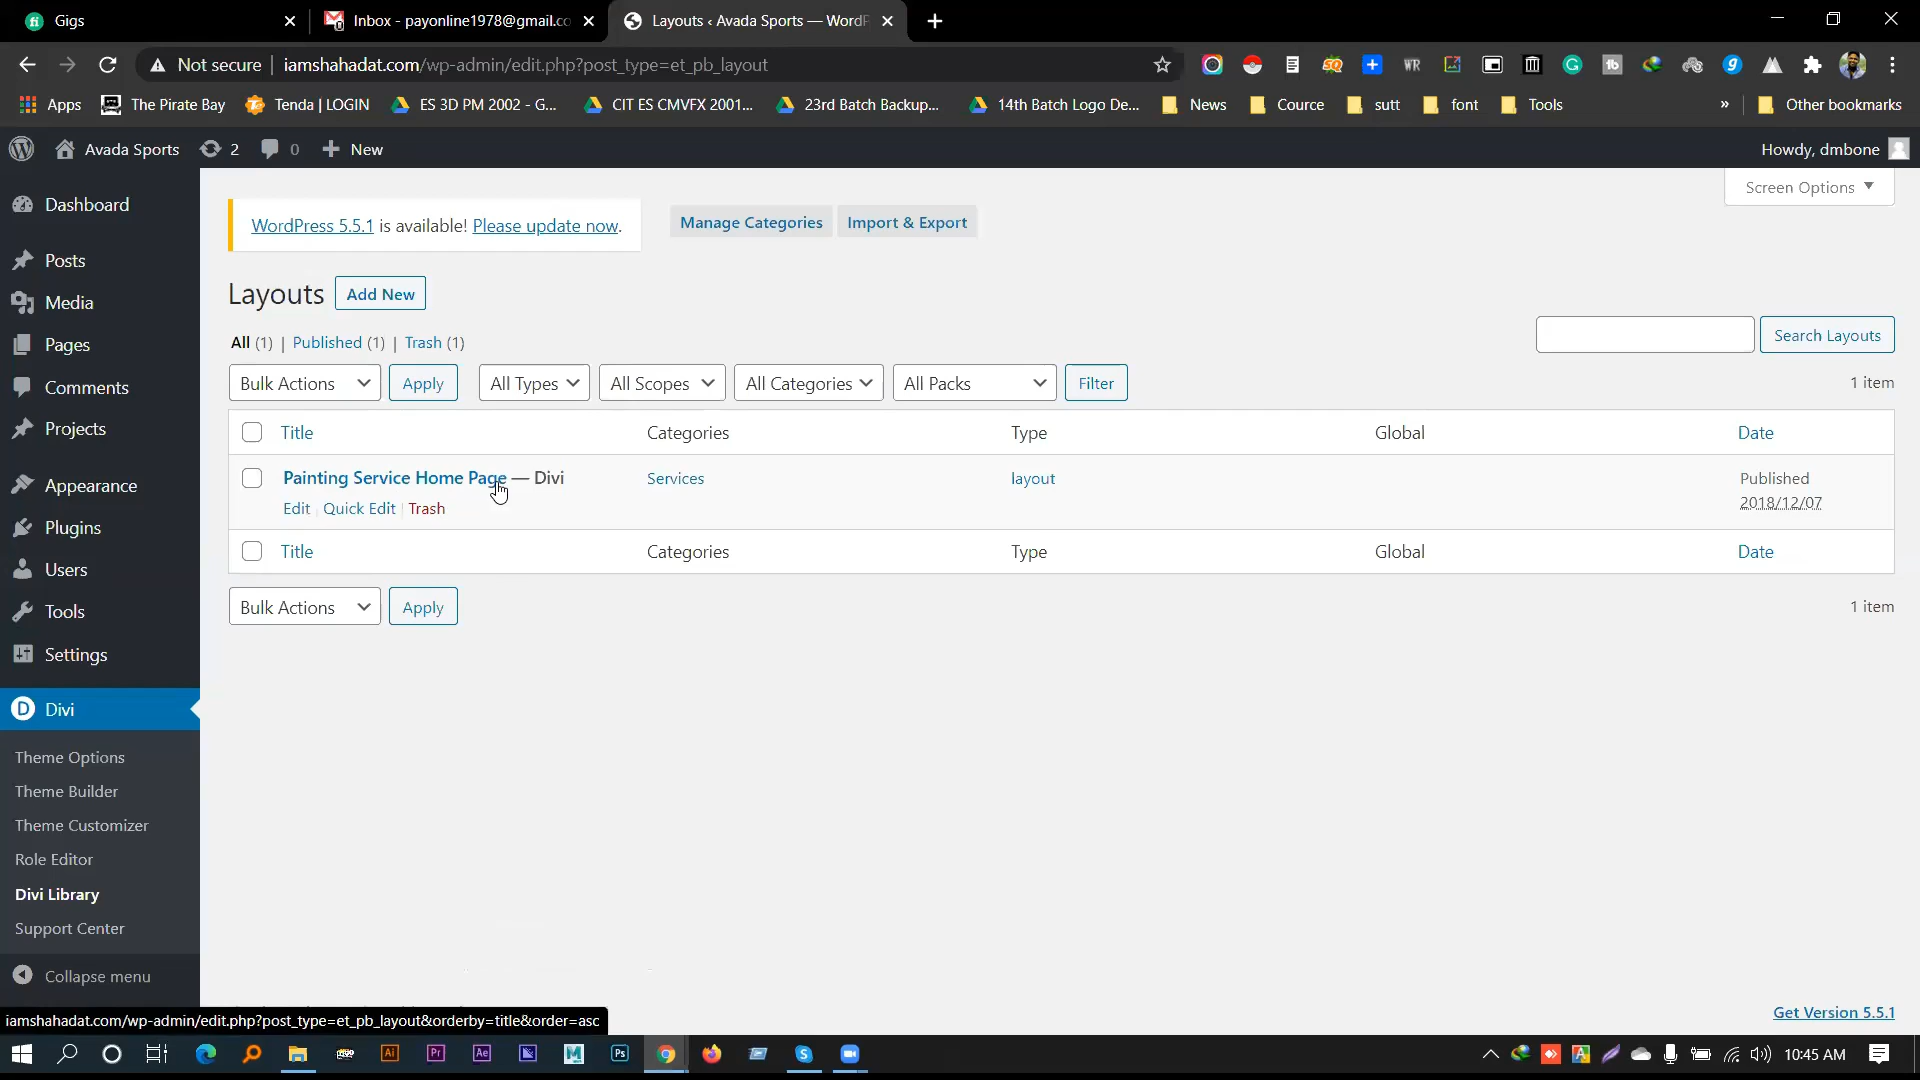 Gigs
Inbox - payonline1978@gmail.co
Layouts ‹ Avada Sports — WordP
Not secure | iamshahadat.com/wp-admin/edit.php?post_type=et_pb_layout
Apps
The Pirate Bay
Tenda | LOGIN
ES 3D PM 2002 - G...
CIT ES CMVFX 2001...
23rd Batch Backup...
14th Batch Logo De...
News
Cource
sutt
font
Tools
»
Other bookmarks
Avada Sports
2
0
New
Howdy, dmbone
Screen Options
Dashboard
Posts
Media
Pages
Comments
Projects
Appearance
Plugins
Users
Tools
Settings
Divi
Theme Options
Theme Builder
Theme Customizer
Role Editor
Divi Library
Support Center
Collapse menu
WordPress 5.5.1 is available! Please update now.
Manage Categories
Import & Export
Layouts
Add New
All (1) | Published (1) | Trash (1)
Search Layouts
Bulk Actions
Apply
All Types
All Scopes
All Categories
All Packs
Filter
1 item
Title Categories Type Global Date
Painting Service Home Page — Divi
Services
layout
Published
2018/12/07
Edit | Quick Edit | Trash
Title Categories Type Global Date
Bulk Actions
Apply
1 item
Get Version 5.5.1
iamshahadat.com/wp-admin/edit.php?post_type=et_pb_layout&orderby=title&order=asc
10:45 AM